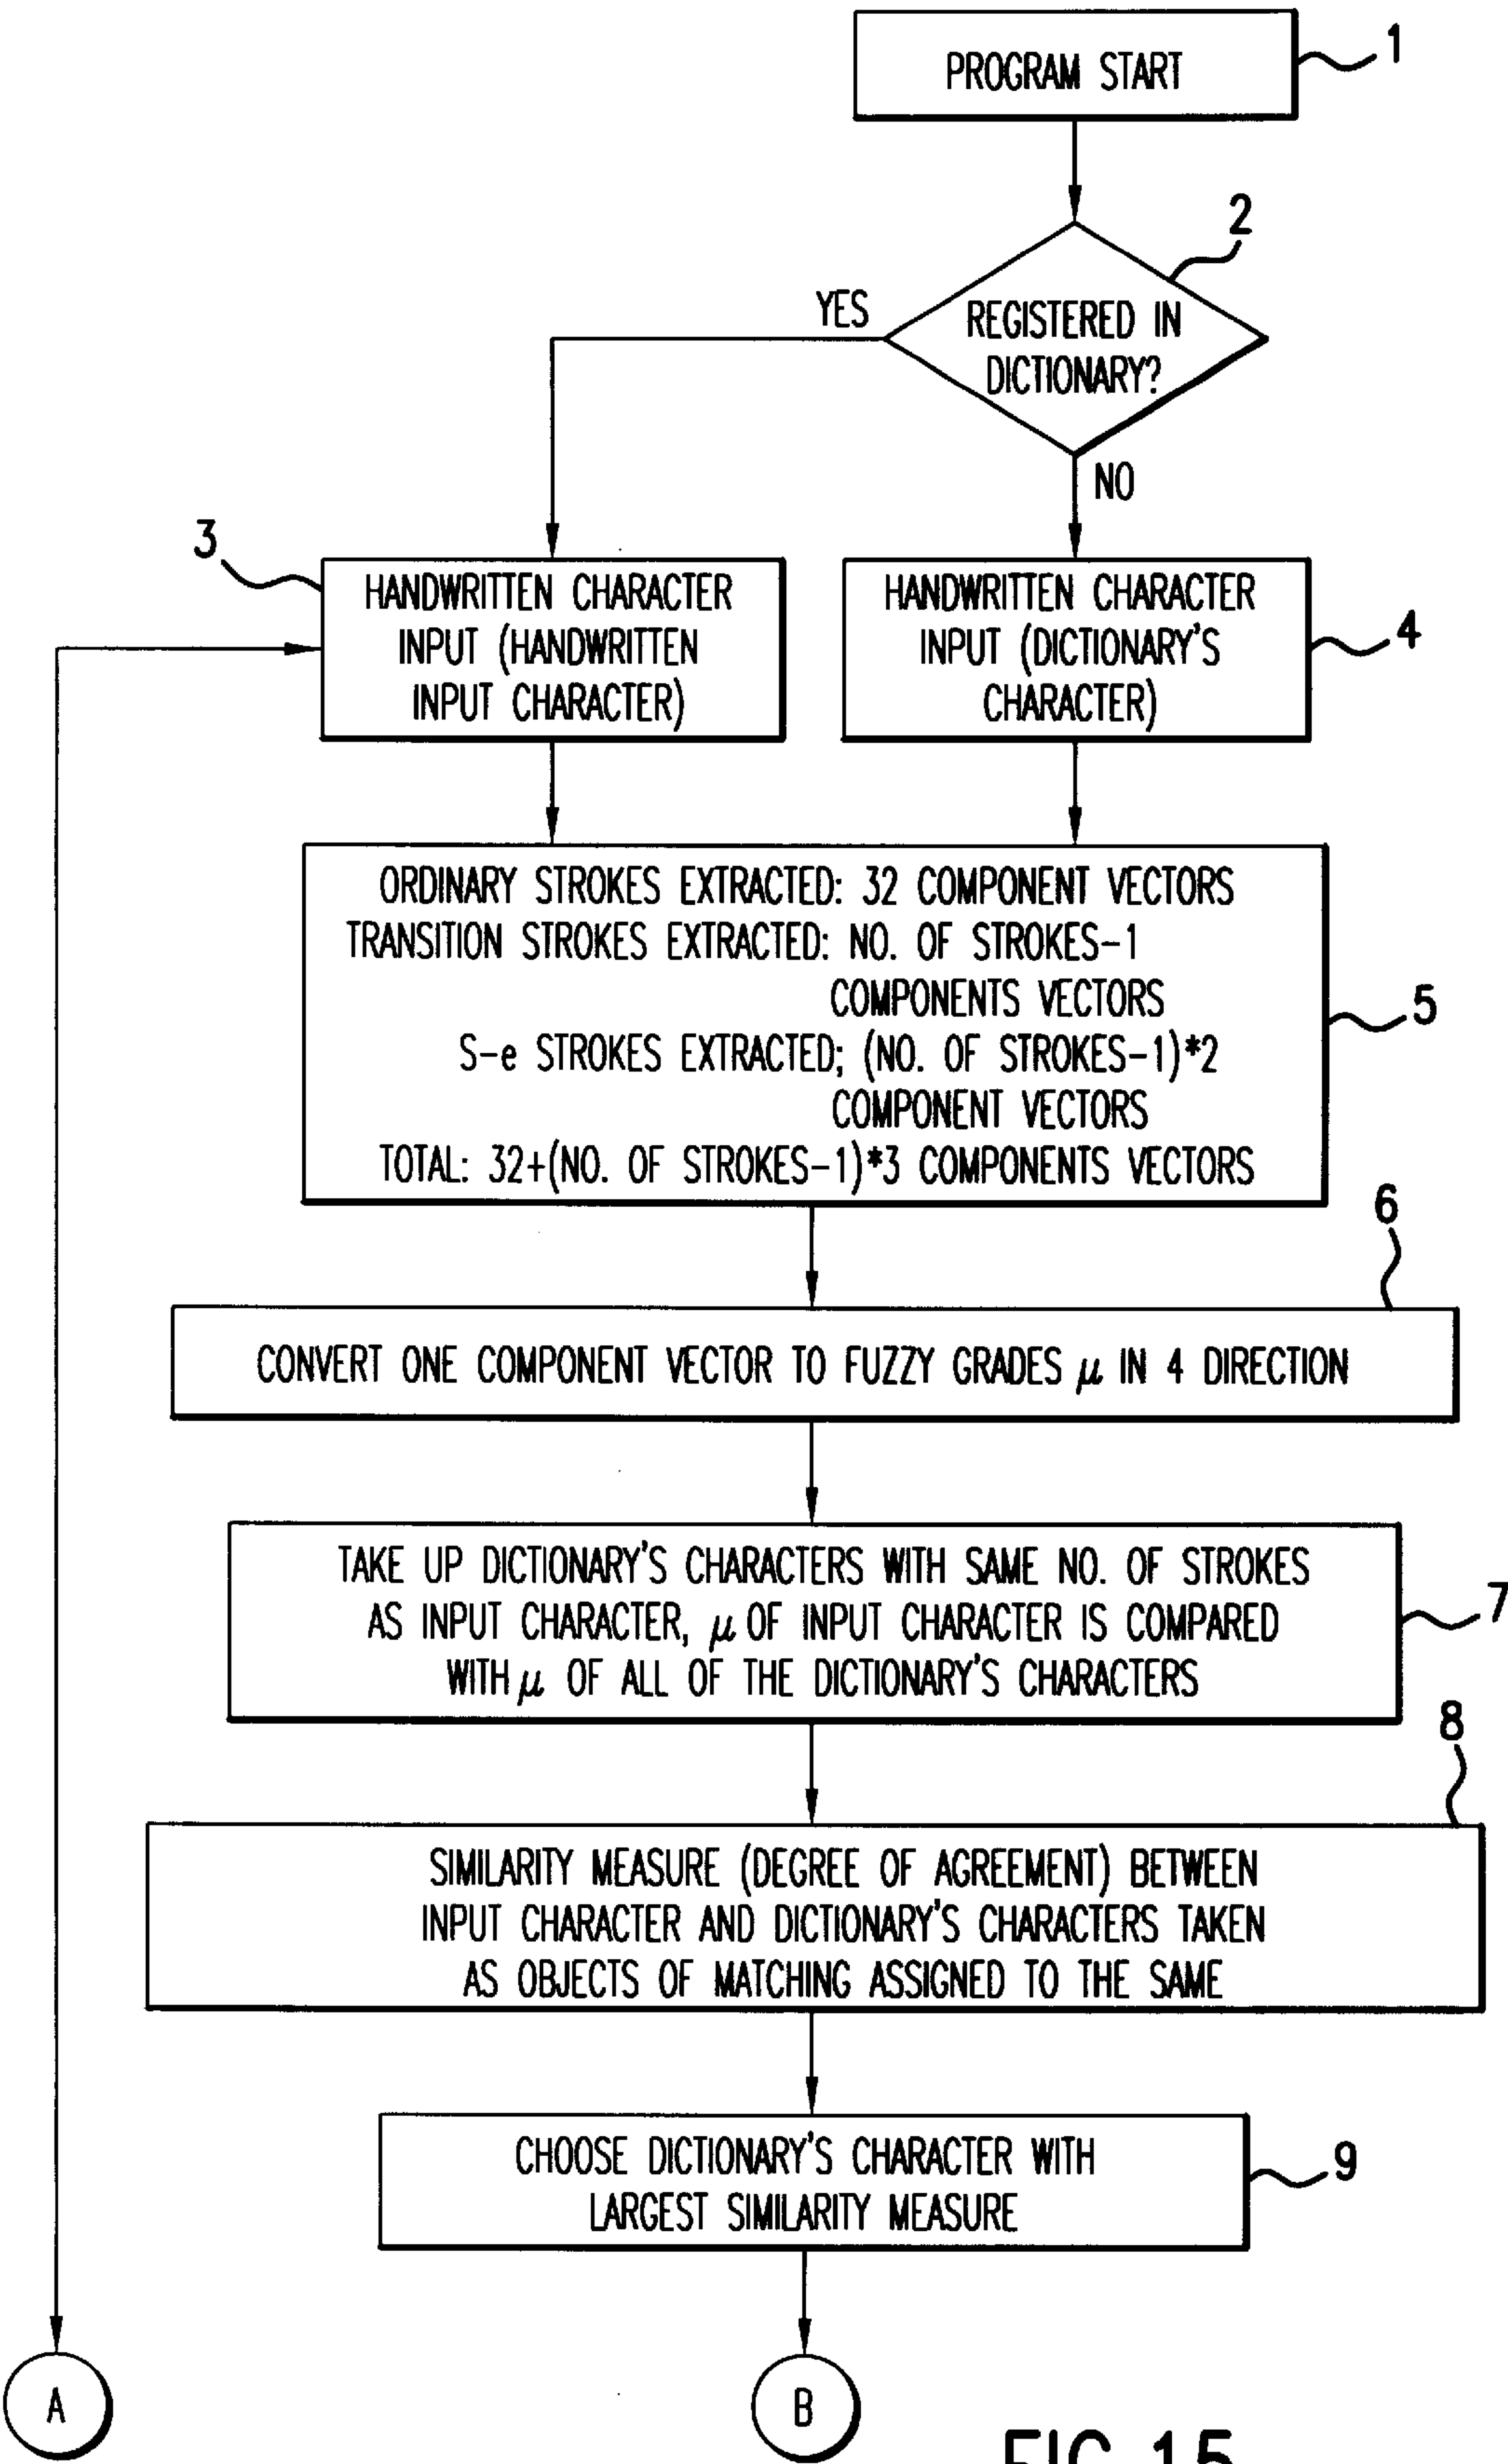 PROGRAM START
1
2
REGISTERED IN
DICTIONARY?
YES
NO
3
HANDWRITTEN CHARACTER
INPUT (HANDWRITTEN
INPUT CHARACTER)
HANDWRITTEN CHARACTER
INPUT (DICTIONARY'S
CHARACTER)
4
ORDINARY STROKES EXTRACTED: 32 COMPONENT VECTORS
TRANSITION STROKES EXTRACTED: NO. OF STROKES-1
COMPONENTS VECTORS
S-e STROKES EXTRACTED; (NO. OF STROKES-1)*2
COMPONENT VECTORS
TOTAL: 32+(NO. OF STROKES-1)*3 COMPONENTS VECTORS
5
6
CONVERT ONE COMPONENT VECTOR TO FUZZY GRADES μ IN 4 DIRECTION
TAKE UP DICTIONARY'S CHARACTERS WITH SAME NO. OF STROKES
AS INPUT CHARACTER, μ OF INPUT CHARACTER IS COMPARED
WITH μ OF ALL OF THE DICTIONARY'S CHARACTERS
7
8
SIMILARITY MEASURE (DEGREE OF AGREEMENT) BETWEEN
INPUT CHARACTER AND DICTIONARY'S CHARACTERS TAKEN
AS OBJECTS OF MATCHING ASSIGNED TO THE SAME
CHOOSE DICTIONARY'S CHARACTER WITH
LARGEST SIMILARITY MEASURE
9
A
B
FIG. 15